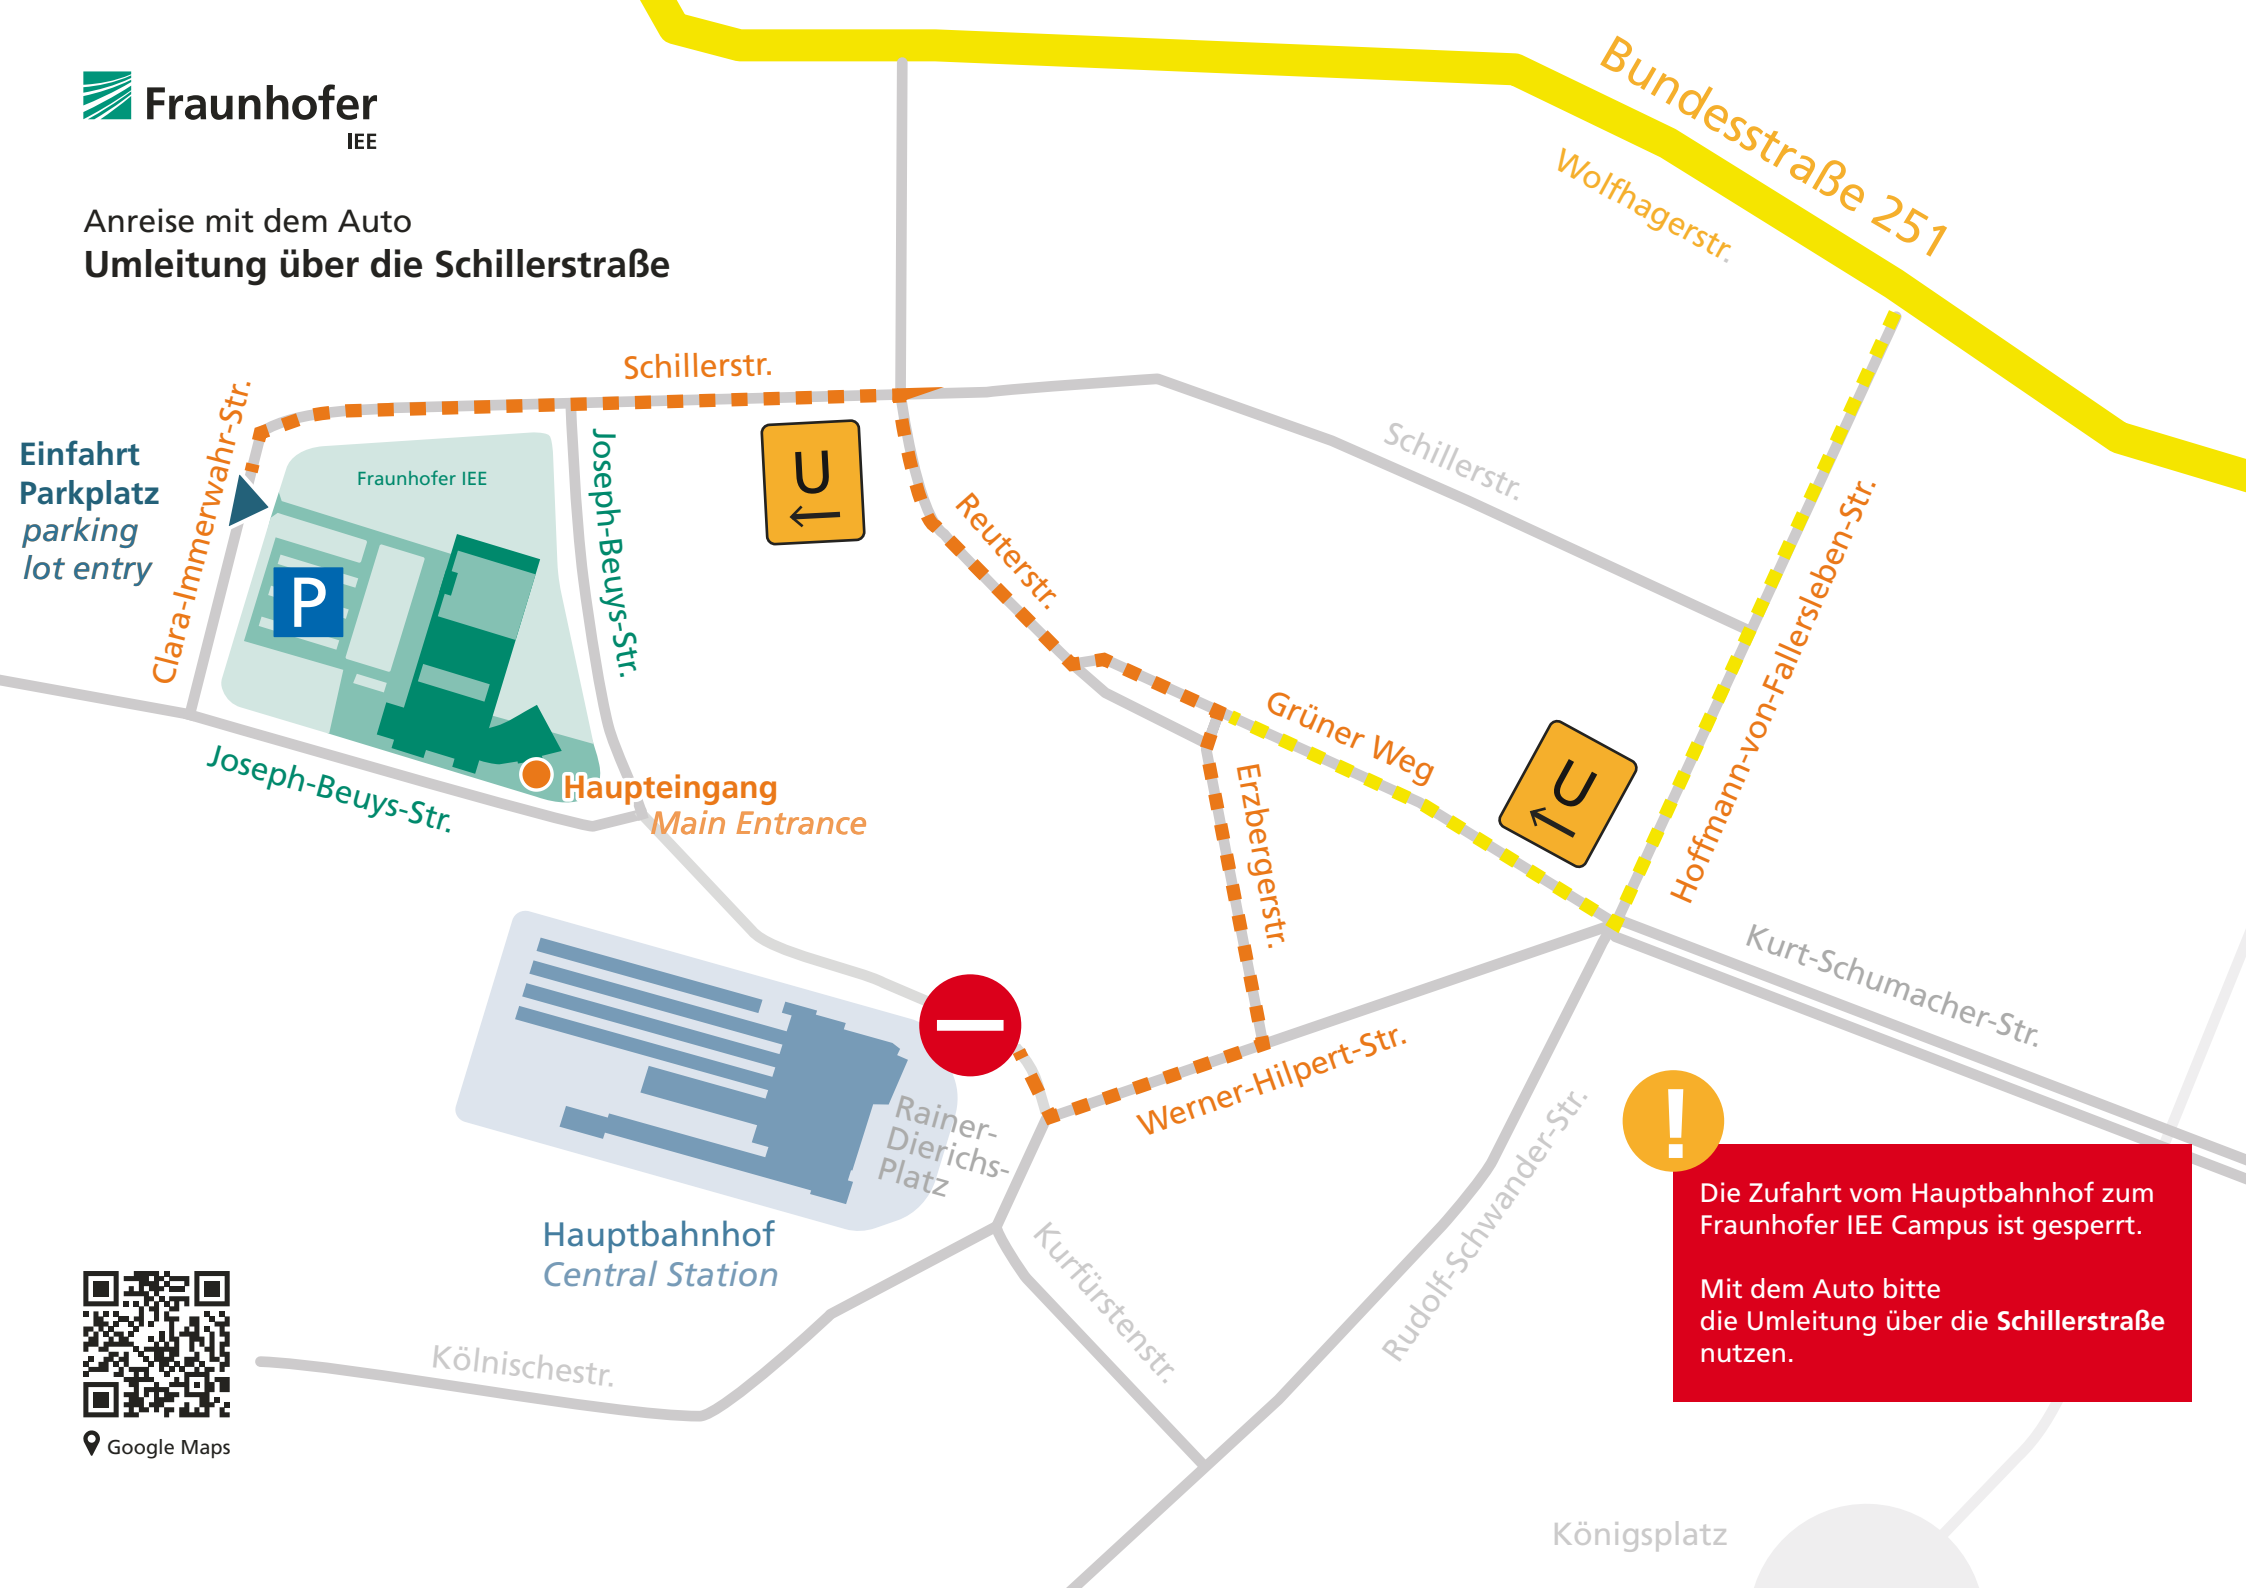 Fraunhofer
IEE
Anreise mit dem Auto
Umleitung über die Schillerstraße
Bundesstraße 251
Wolfhagerstr.
Schillerstr.
Clara-Immerwahr-Str.
Einfahrt
Parkplatz
parking
lot entry
Fraunhofer IEE
P
Joseph-Beuys-Str.
U
Reuterstr.
Schillerstr.
Hoffmann-von-Fallersleben-Str.
Grüner Weg
U
Erzbergerstr.
Joseph-Beuys-Str.
Haupteingang
Main Entrance
Kurt-Schumacher-Str.
Werner-Hilpert-Str.
Rainer-
Dierichs-
Platz
Hauptbahnhof
Central Station
Kurfürstenstr.
Rudolf-Schwander-Str.
Kölnischestr.
!
Die Zufahrt vom Hauptbahnhof zum
Fraunhofer IEE Campus ist gesperrt.
Mit dem Auto bitte
die Umleitung über die Schillerstraße
nutzen.
Google Maps
Königsplatz